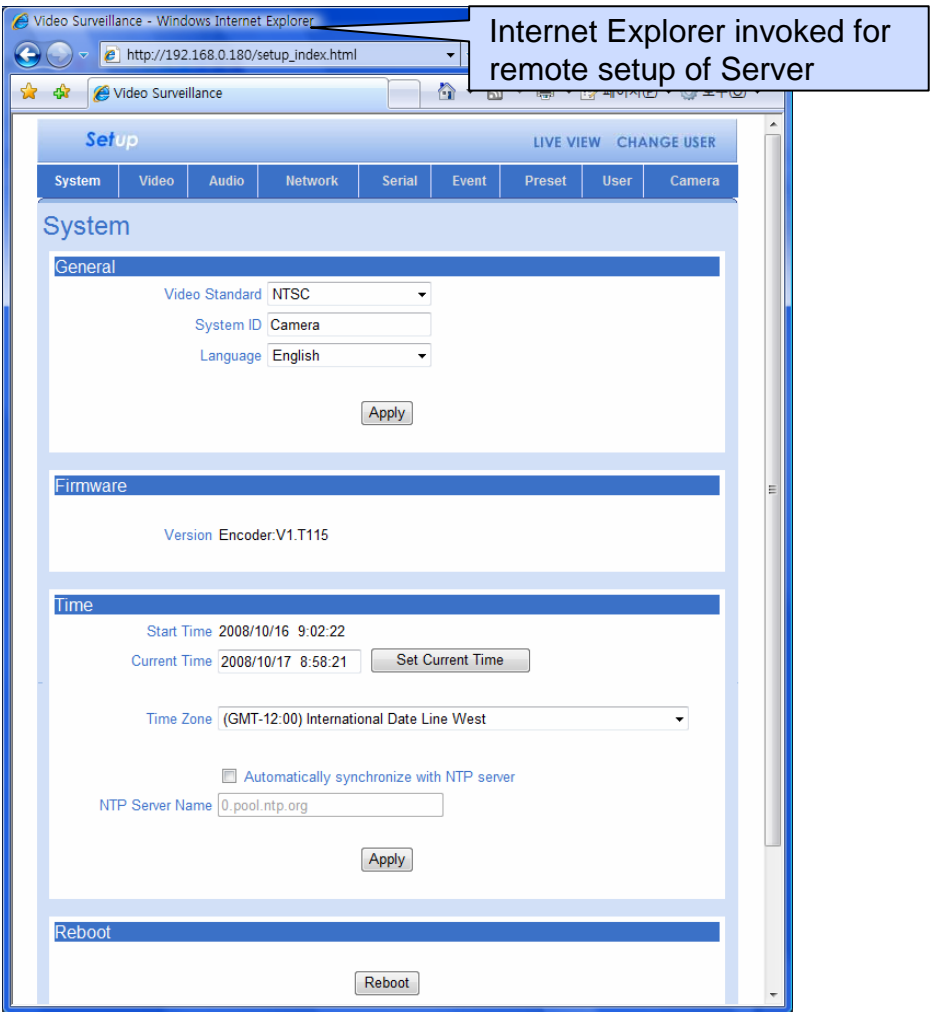 Video Surveillance - Windows Internet Explorer
Internet Explorer invoked for
remote setup of Server
http://192.168.0.180/setup_index.html
Video Surveillance
Setup
LIVE VIEW CHANGE USER
System Video Audio Network Serial Event Preset User Camera
System
General
Video Standard NTSC
System ID Camera
Language English
Apply
Firmware
Version Encoder:V1.T115
Time
Start Time 2008/10/16 9:02:22
Current Time 2008/10/17 8:58:21 Set Current Time
Time Zone (GMT-12:00) International Date Line West
Automatically synchronize with NTP server
NTP Server Name 0.pool.ntp.org
Apply
Reboot
Reboot